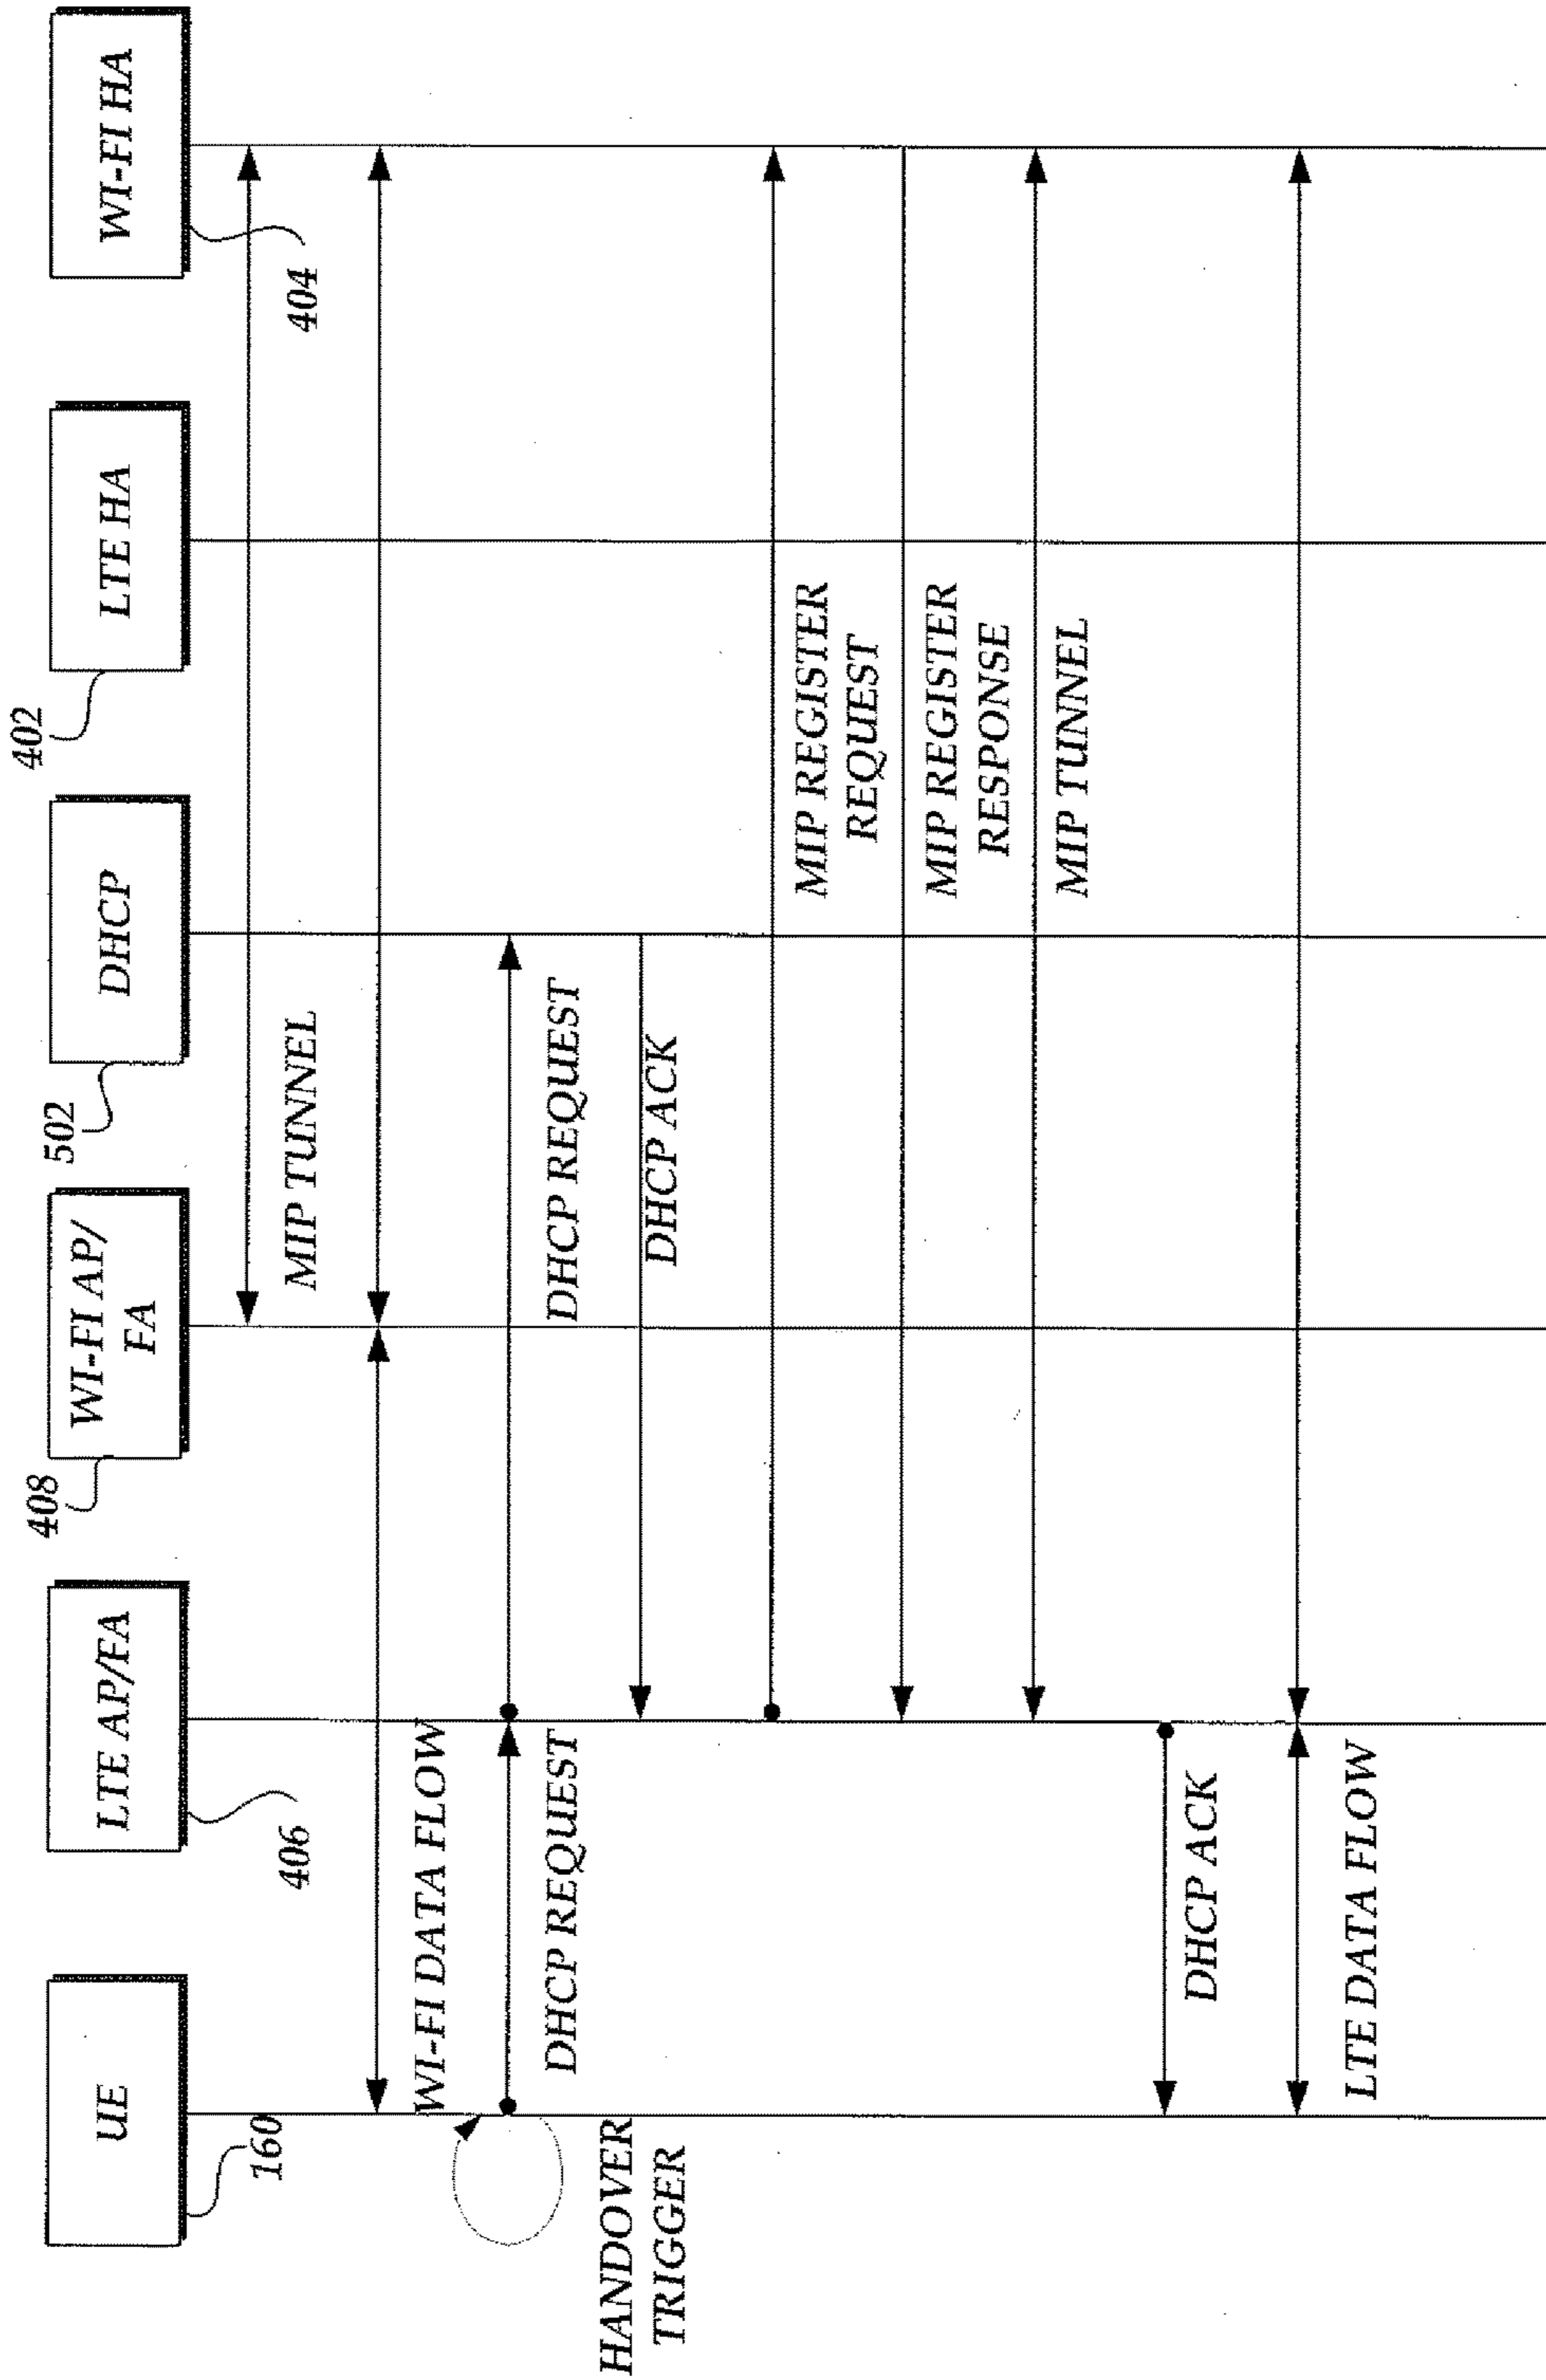 UE
160
LTE AP/FA
406
WI-FI AP/
FA
408
DHCP
502
LTE HA
402
WI-FI HA
404
MIP TUNNEL
WI-FI DATA FLOW
HANDOVER
TRIGGER
DHCP REQUEST
DHCP REQUEST
DHCP ACK
MIP REGISTER
REQUEST
MIP REGISTER
RESPONSE
MIP TUNNEL
DHCP ACK
LTE DATA FLOW